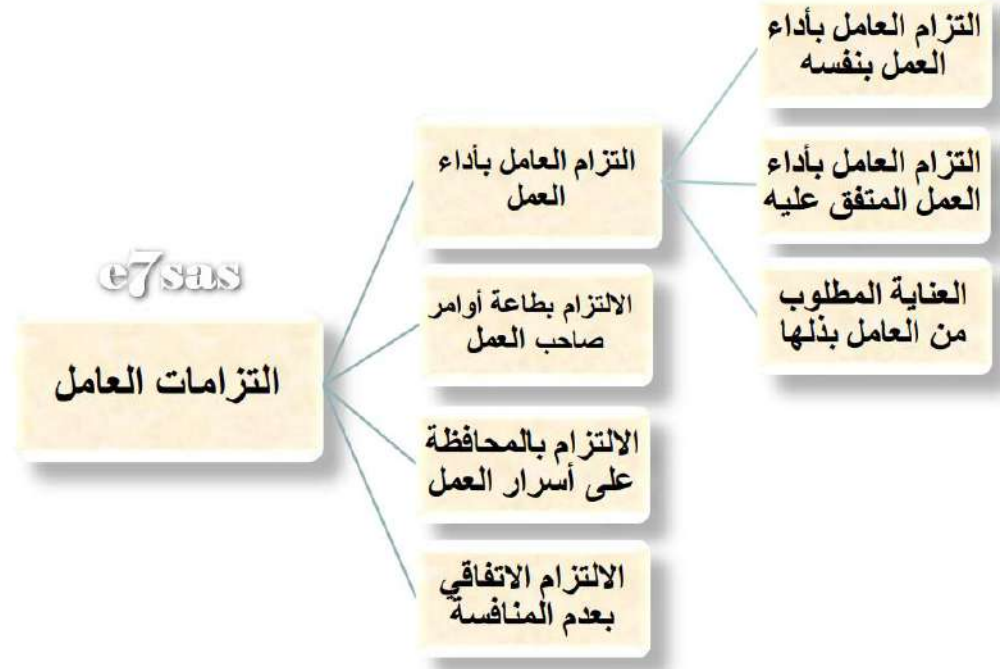 التزامات العامل
e7sas
التزام العامل بأداء
العمل
التزام العامل بأداء
العمل بنفسه
التزام العامل بأداء
العمل المتفق عليه
العناية المطلوب
من العامل بذلها
الالتزام بطاعة أوامر
صاحب العمل
الالتزام بالمحافظة
على أسرار العمل
الالتزام الاتفاقي
بعدم المنافسة